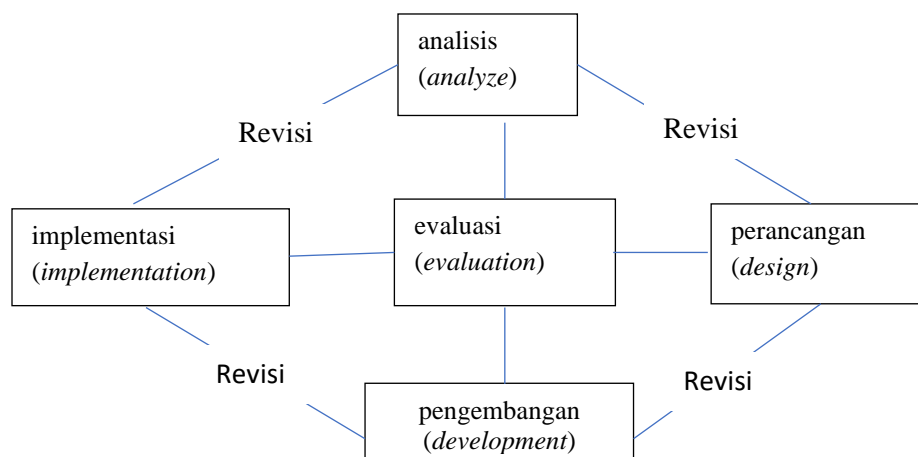 analisis
(analyze)
Revisi
Revisi
implementasi
(implementation)
evaluasi
(evaluation)
perancangan
(design)
Revisi
Revisi
pengembangan
(development)